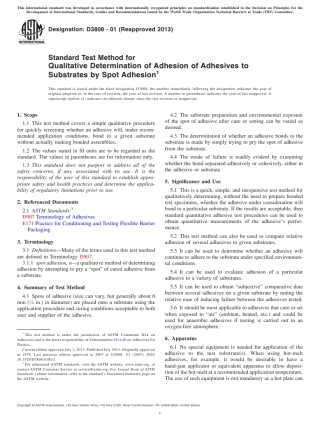 This international standard was developed in accordance with internationally recognized principles on standardization established in the Decision on Principles for the
Development of International Standards, Guides and Recommendations issued by the World Trade Organization Technical Barriers to Trade (TBT) Committee.
Designation: D3808 - 01 (Reapproved 2013)
Standard Test Method for
Qualitative Determination of Adhesion of Adhesives to
Substrates by Spot Adhesion1
This standard is issued under the fixed designation D3808; the number immediately following the designation indicates the year of
original adoption or, in the case of revision, the year of last revision. A number in parentheses indicates the year of last reapproval. A
superscript epsilon (ε) indicates an editorial change since the last revision or reapproval.
1. Scope
1.1 This test method covers a simple qualitative procedure
for quickly screening whether an adhesive will, under recom-
mended application conditions, bond to a given substrate
without actually making bonded assemblies.
1.2 The values stated in SI units are to be regarded as the
standard. The values in parentheses are for information only.
1.3 This standard does not purport to address all of the
safety concerns, if any, associated with its use. It is the
responsibility of the user of this standard to establish appro-
priate safety and health practices and determine the applica-
bility of regulatory limitations prior to use.
2. Referenced Documents
2.1 ASTM Standards:2
D907 Terminology of Adhesives
E171 Practice for Conditioning and Testing Flexible Barrier
Packaging
3. Terminology
3.1 Definitions—Many of the terms used in this test method
are defined in Terminology D907.
3.1.1 spot adhesion, n—a qualitative method of determining
adhesion by attempting to pry a "spot" of cured adhesive from
a substrate.
4. Summary of Test Method
4.1 Spots of adhesive (size can vary, but generally about 6
mm (1⁄4 in.) in diameter) are placed onto a substrate using the
application procedure and curing conditions acceptable to both
user and supplier of the adhesive.
1 This test method is under the jurisdiction of ASTM Committee D14 on
Adhesives and is the direct responsibility of Subcommittee D14.40 on Adhesives for
Plastics.
Current edition approved July 1, 2013. Published July 2013. Originally approved
in 1979. Last previous edition approved in 2007 as D3808 – 01 (2007). DOI:
10.1520/D3808-01R13.
2 For referenced ASTM standards, visit the ASTM website, www.astm.org, or
contact ASTM Customer Service at service@astm.org. For Annual Book of ASTM
Standards volume information, refer to the standard's Document Summary page on
the ASTM website.
4.2 The substrate preparation and environmental exposure
of the spot of adhesive after cure or setting can be varied as
desired.
4.3 The determination of whether an adhesive bonds to the
substrate is made by simply trying to pry the spot of adhesive
from the substrate.
4.4 The mode of failure is readily evident by examining
whether the bond separated adhesively or cohesively, either in
the adhesive or substrate.
5. Significance and Use
5.1 This is a quick, simple, and inexpensive test method for
qualitatively determining, without the need to prepare bonded
test specimens, whether the adhesive under consideration will
bond to a particular substrate. If the results are acceptable, then
standard quantitative adhesive test procedures can be used to
obtain quantitative measurements of the adhesive's perfor-
mance.
5.2 This test method can also be used to compare relative
adhesion of several adhesives to given substrates.
5.3 It can be used to determine whether an adhesive will
continue to adhere to the substrate under specified environmen-
tal conditions.
5.4 It can be used to evaluate adhesion of a particular
adhesive to a variety of substrates.
5.5 It can be used to obtain "subjective" comparative data
between several adhesives on a given substrate by noting the
relative ease of inducing failure between the adhesives tested.
5.6 It should be most applicable to adhesives that cure or set
when exposed to "air" (ambient, heated, etc.) and could be
used for anaerobic adhesives if curing is carried out in an
oxygen-free atmosphere.
6. Apparatus
6.1 No special equipment is needed for application of the
adhesive to the test substrate(s). When using hot-melt
adhesives, for example, it would be desirable to have a
hand-gun applicator or equivalent apparatus to allow deposi-
tion of the hot-melt at a recommended application temperature.
The use of such equipment is not mandatory as a hot plate can
Copyright © ASTM International, 100 Barr Harbor Drive, PO Box C700, West Conshohocken, PA 19428-2959. United States
1